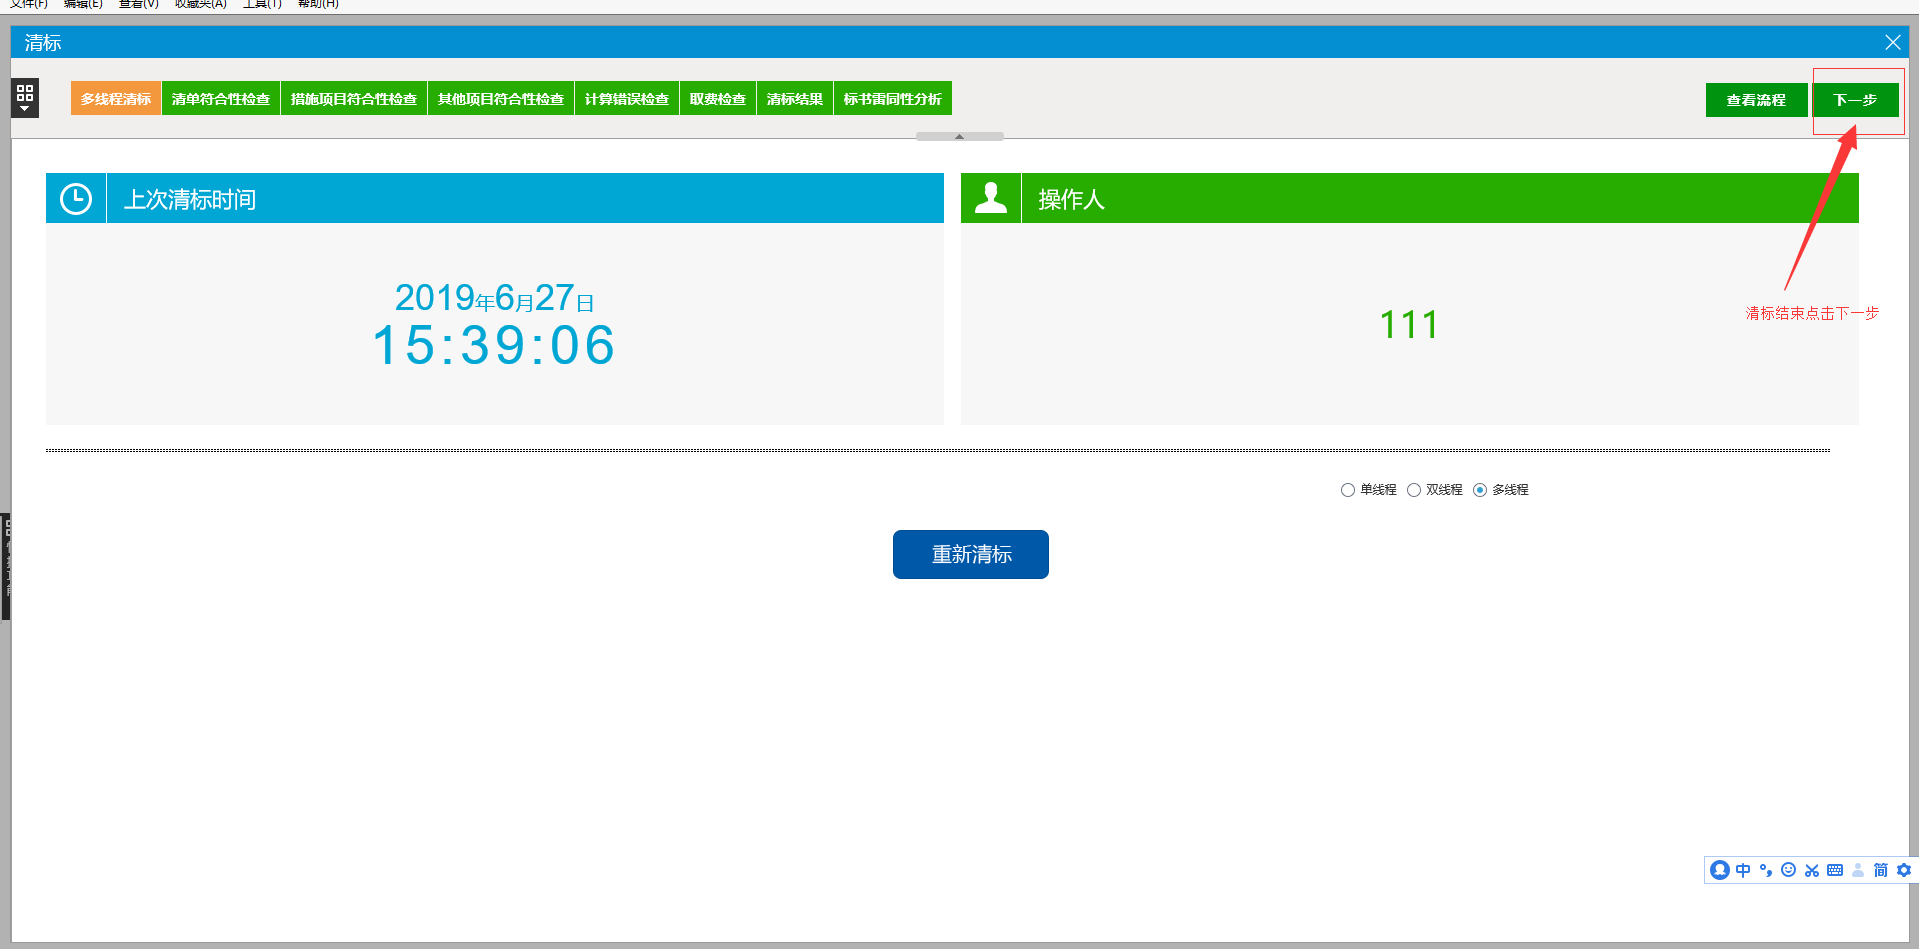 文件(F) 编辑(E) 查看(V) 收藏夹(A) 工具(T) 帮助(H)
清标
多线程清标 清单符合性检查 措施项目符合性检查 其他项目符合性检查 计算错误检查 取费检查 清标结果 标书雷同性分析 查看流程 下一步
上次清标时间 操作人
2019年6月27日
15:39:06
111
清标结束点击下一步
单线程 双线程 多线程
重新清标
中 简